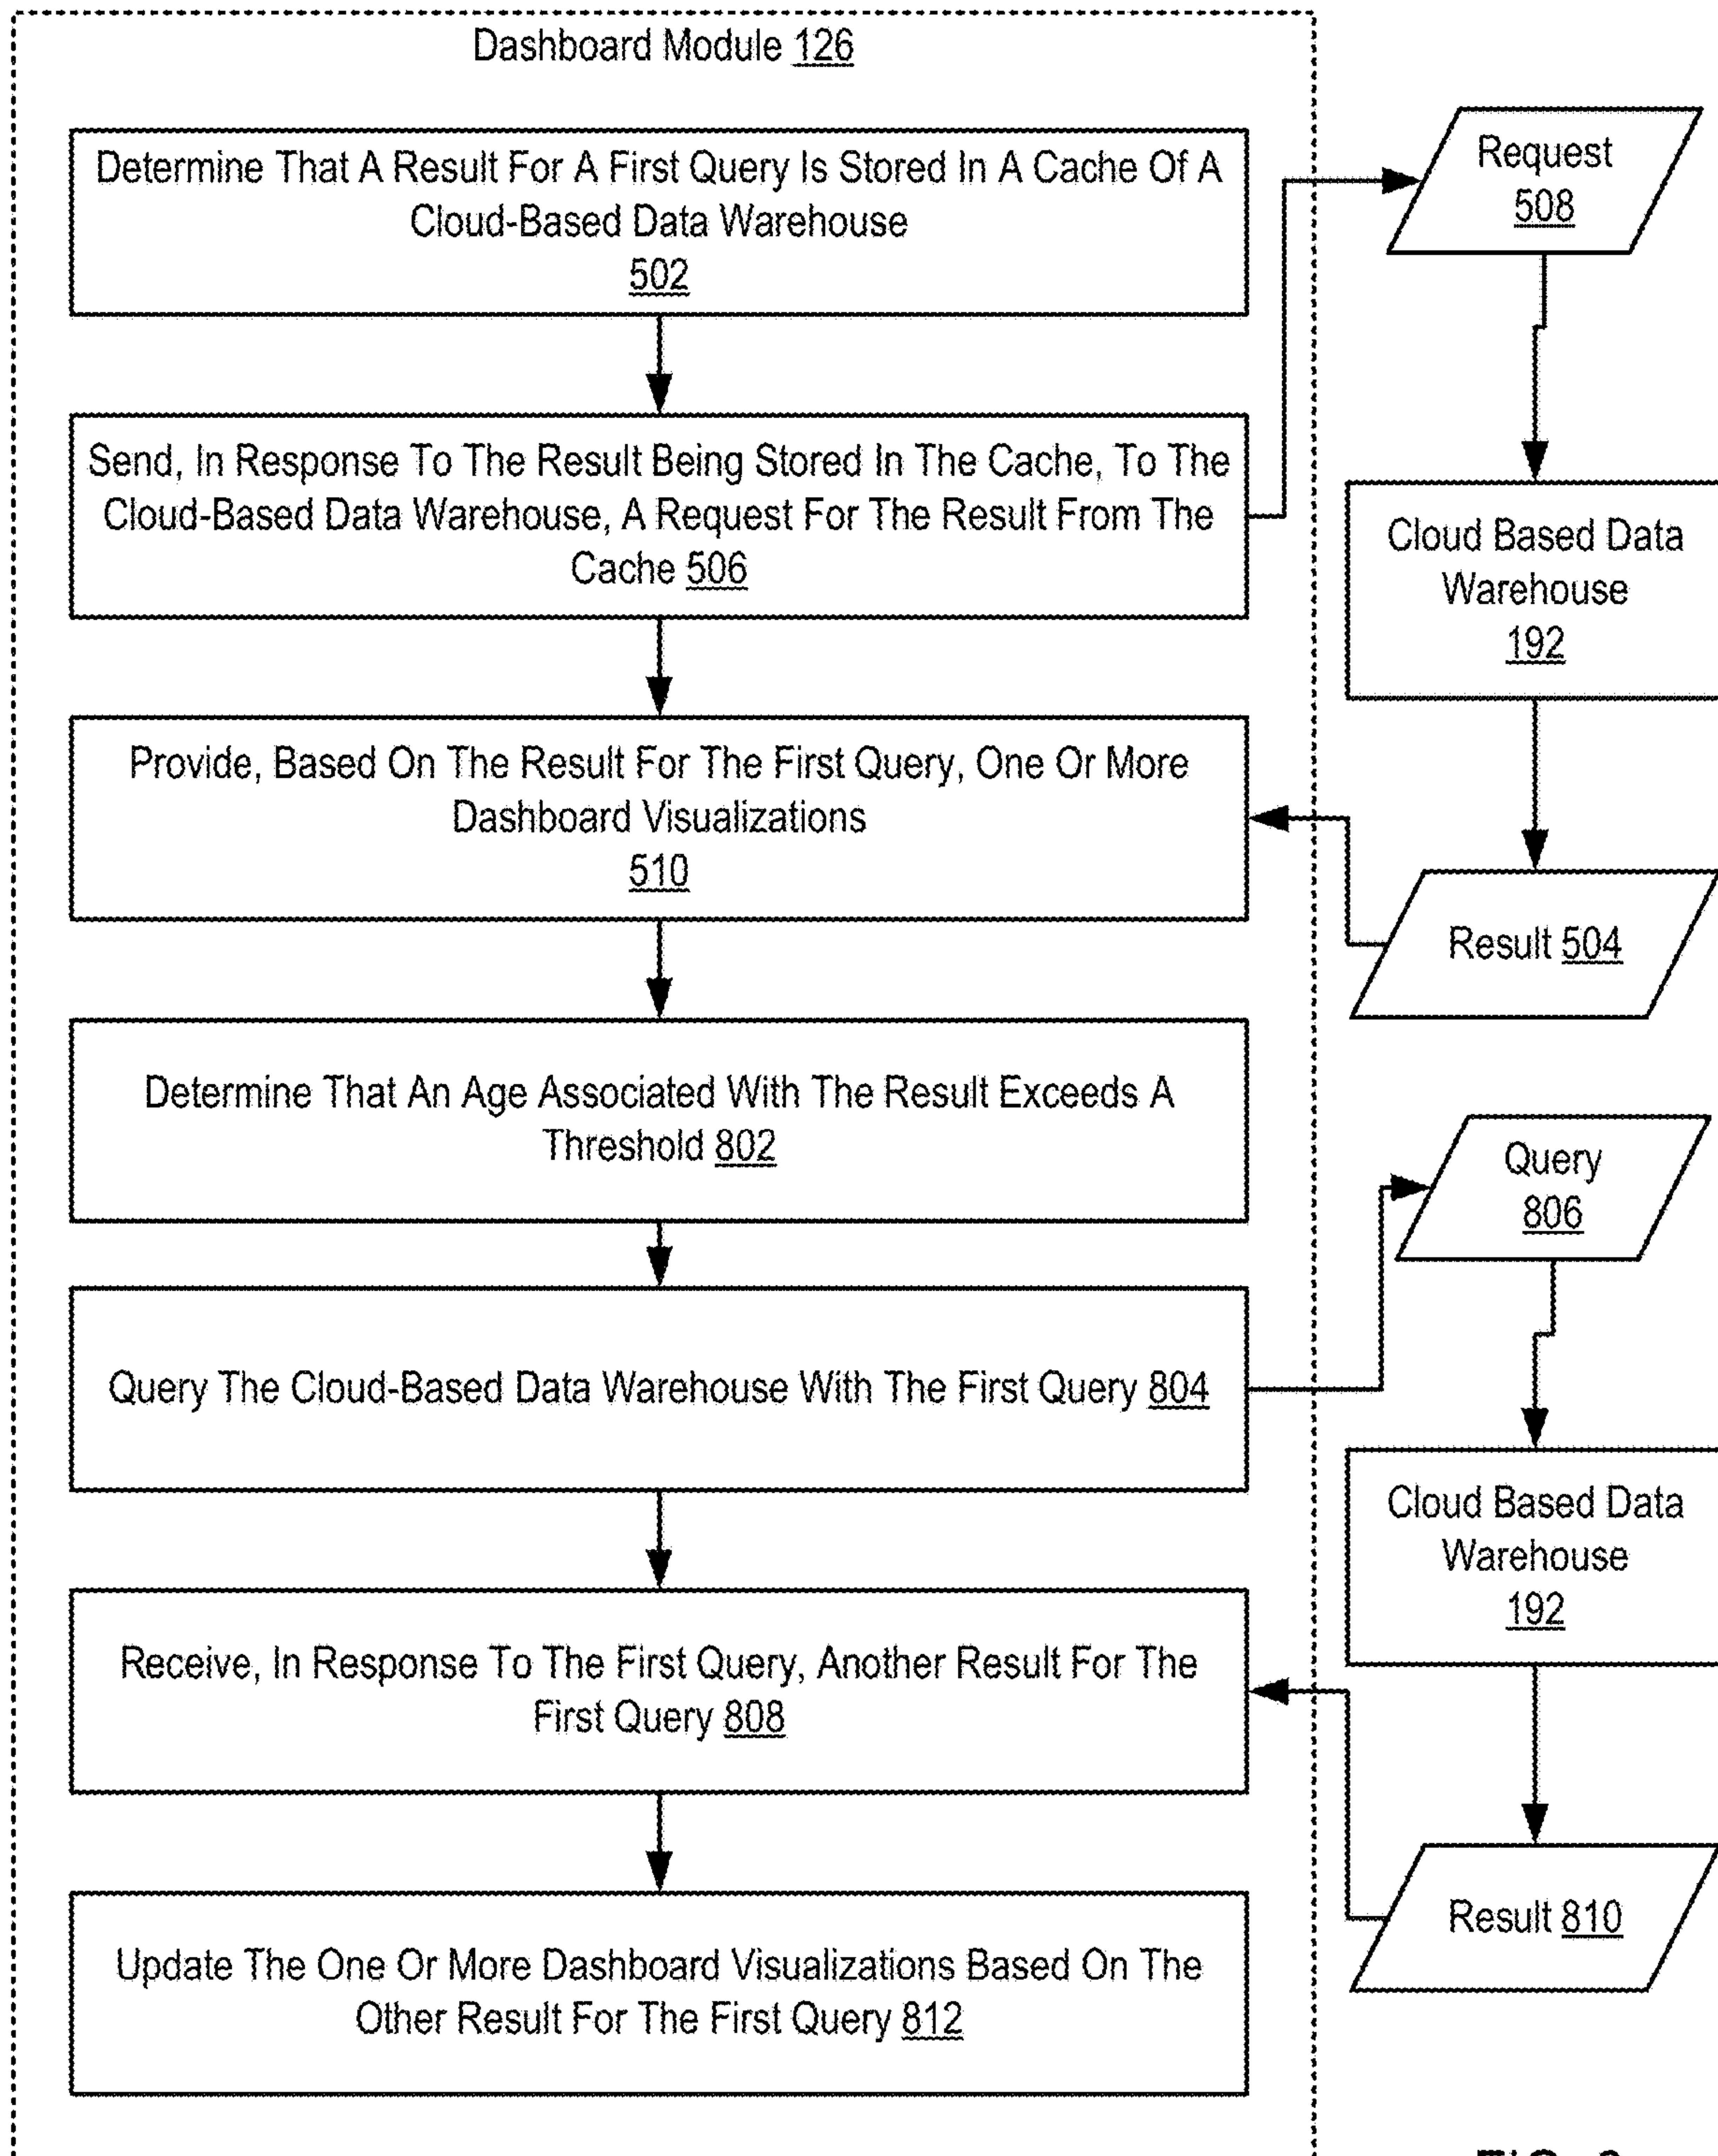 Dashboard Module 126
Determine That A Result For A First Query Is Stored In A Cache Of A
Cloud-Based Data Warehouse
502
Send, In Response To The Result Being Stored In The Cache, To The
Cloud-Based Data Warehouse, A Request For The Result From The
Cache 506
Provide, Based On The Result For The First Query, One Or More
Dashboard Visualizations
510
Determine That An Age Associated With The Result Exceeds A
Threshold 802
Query The Cloud-Based Data Warehouse With The First Query 804
Receive, In Response To The First Query, Another Result For The
First Query 808
Update The One Or More Dashboard Visualizations Based On The
Other Result For The First Query 812
Request
508
Cloud Based Data
Warehouse
192
Result 504
Query
806
Cloud Based Data
Warehouse
192
Result 810